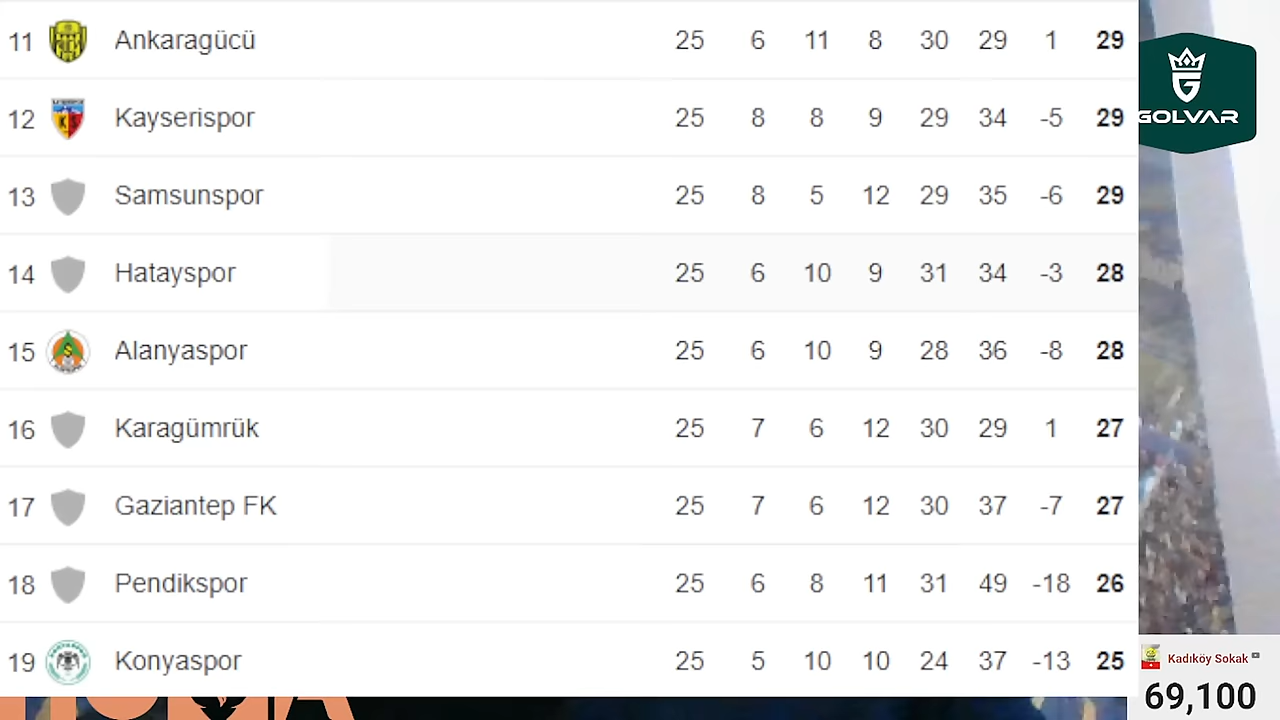 11 Ankaragücü 25 6 11 8 30 29 1 29
12 Kayserispor 25 8 8 9 29 34 -5 29
13 Samsunspor 25 8 5 12 29 35 -6 29
14 Hatayspor 25 6 10 9 31 34 -3 28
15 Alanyaspor 25 6 10 9 28 36 -8 28
16 Karagümrük 25 7 6 12 30 29 1 27
17 Gaziantep FK 25 7 6 12 30 37 -7 27
18 Pendikspor 25 6 8 11 31 49 -18 26
19 Konyaspor 25 5 10 10 24 37 -13 25
GOLVAR
Kadıköy Sokak
69,100